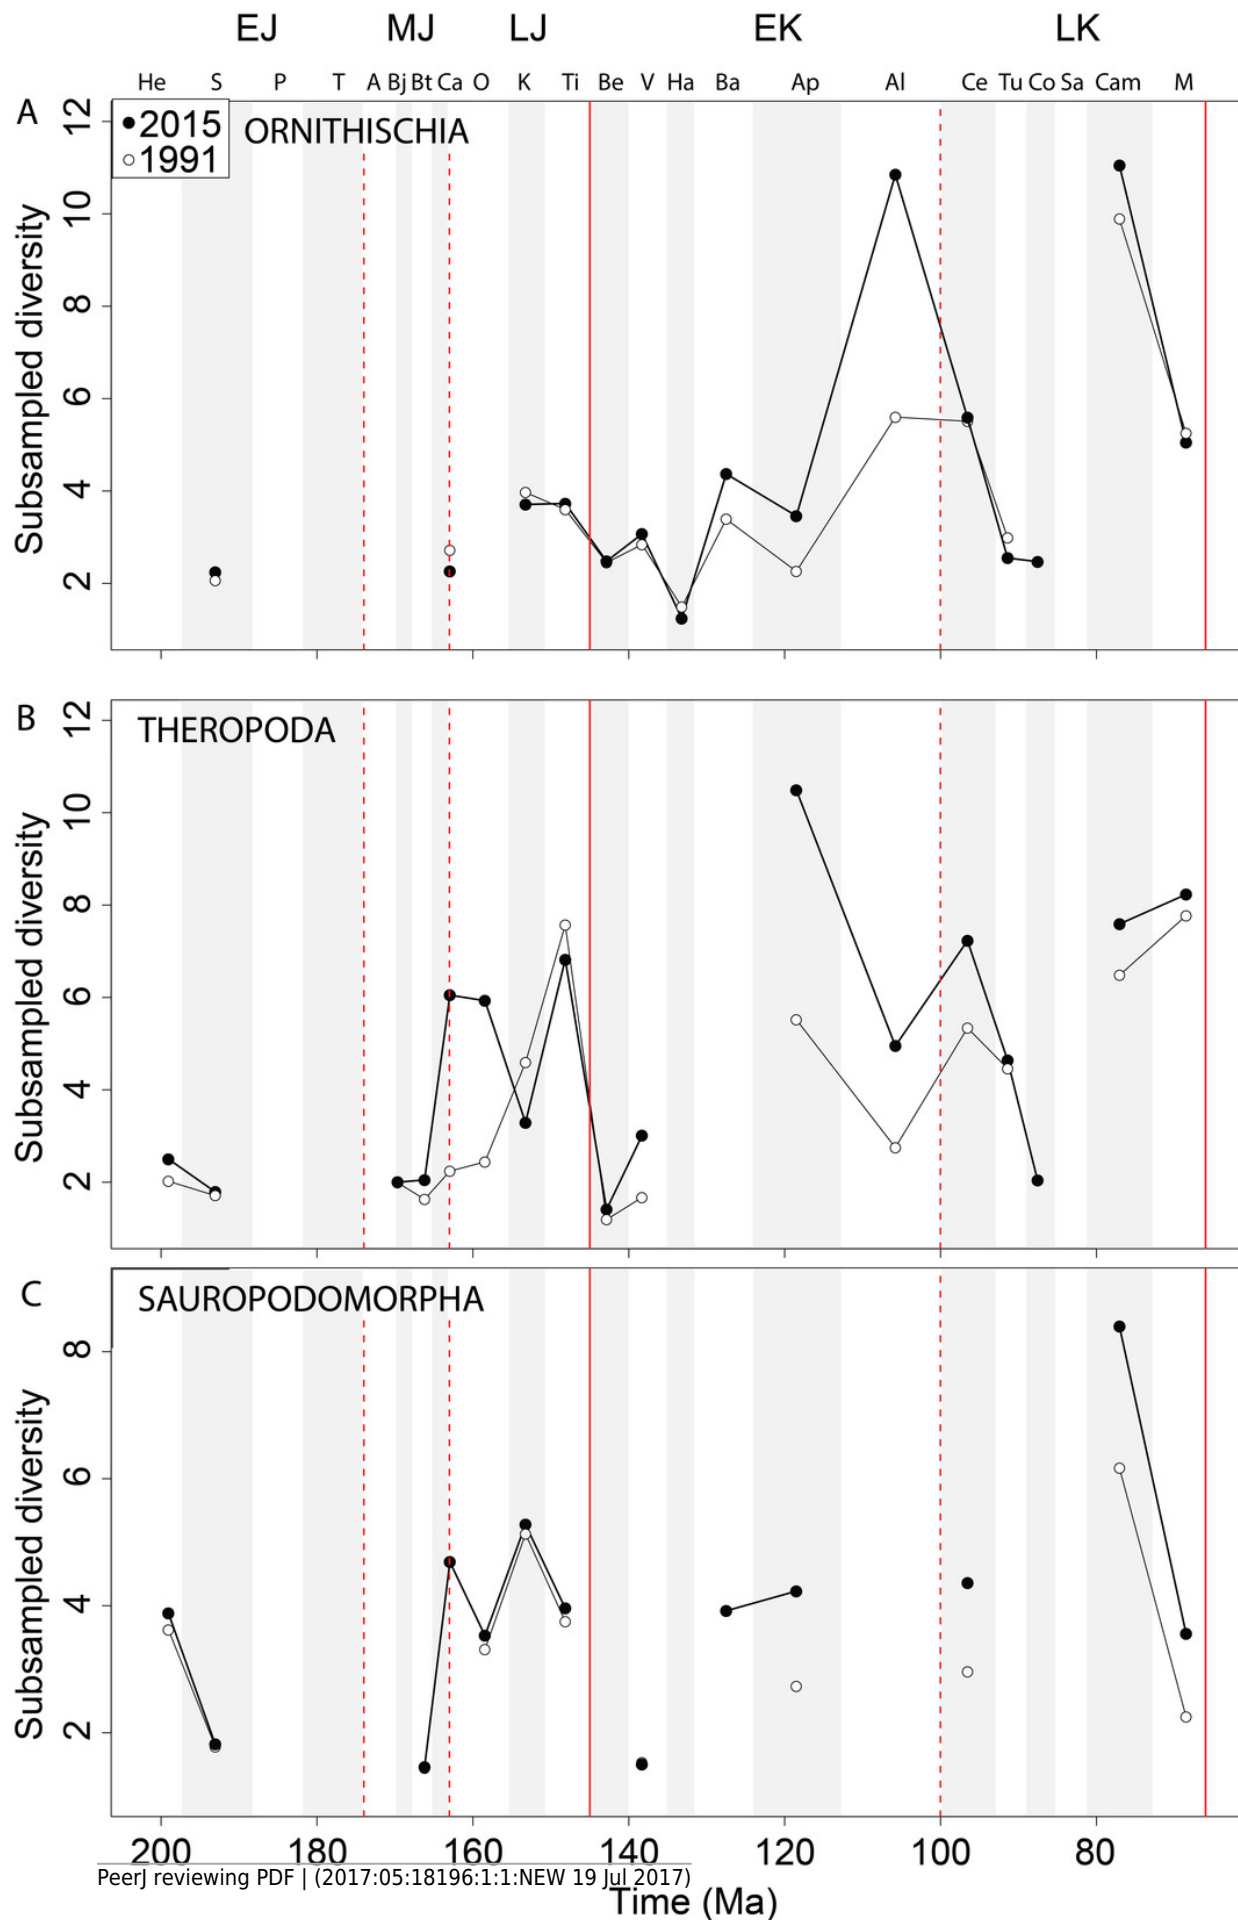 EJ MJ LJ EK LK
He S P T A Bj Bt Ca O K Ti Be V Ha Ba Ap Al Ce Tu Co Sa Cam M
A
2015
1991
ORNITHISCHIA
12
10
8
6
4
2
Subsampled diversity
B
THEROPODA
12
10
8
6
4
2
Subsampled diversity
C
SAUROPODOMORPHA
8
6
4
2
Subsampled diversity
200 180 160 140 120 100 80
PeerJ reviewing PDF | (2017:05:18196:1:1:NEW 19 Jul 2017)
Time (Ma)